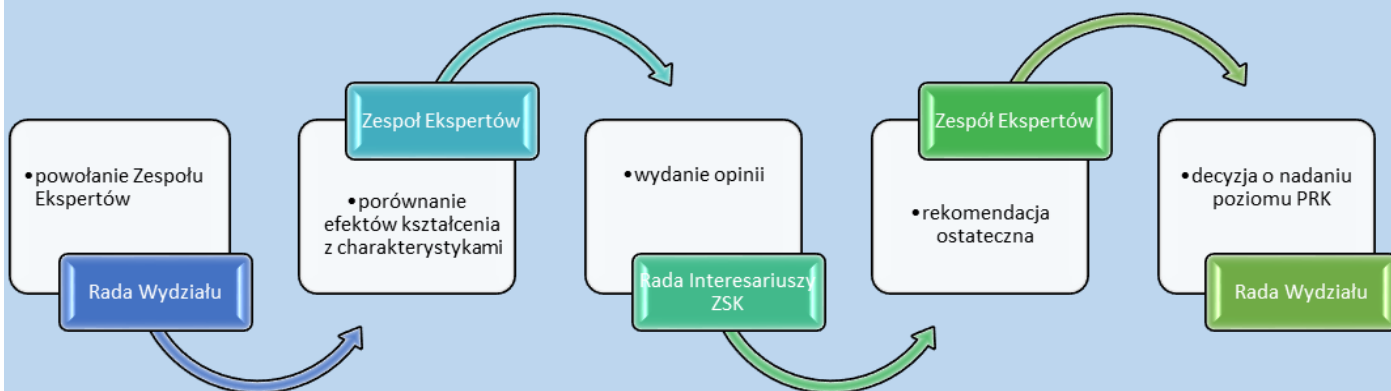 •powołanie Zespołu
Ekspertów
Rada Wydziału
Zespoł Ekspertów
•porównanie
efektów kształcenia
z charakterystykami
•wydanie opinii
Rada Interesariuszy
ZSK
Zespół Ekspertów
•rekomendacja
ostateczna
•decyzja o nadaniu
poziomu PRK
Rada Wydziału